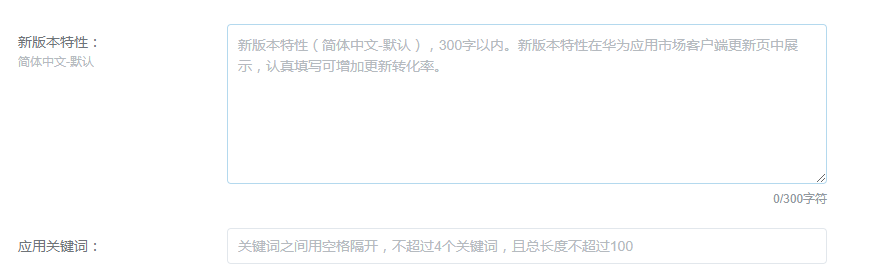 新版本特性：
简体中文-默认
新版本特性（简体中文-默认），300字以内。新版本特性在华为应用市场客户端更新页中展
示，认真填写可增加更新转化率。
0/300字符
应用关键词：
关键词之间用空格隔开，不超过4个关键词，且总长度不超过100